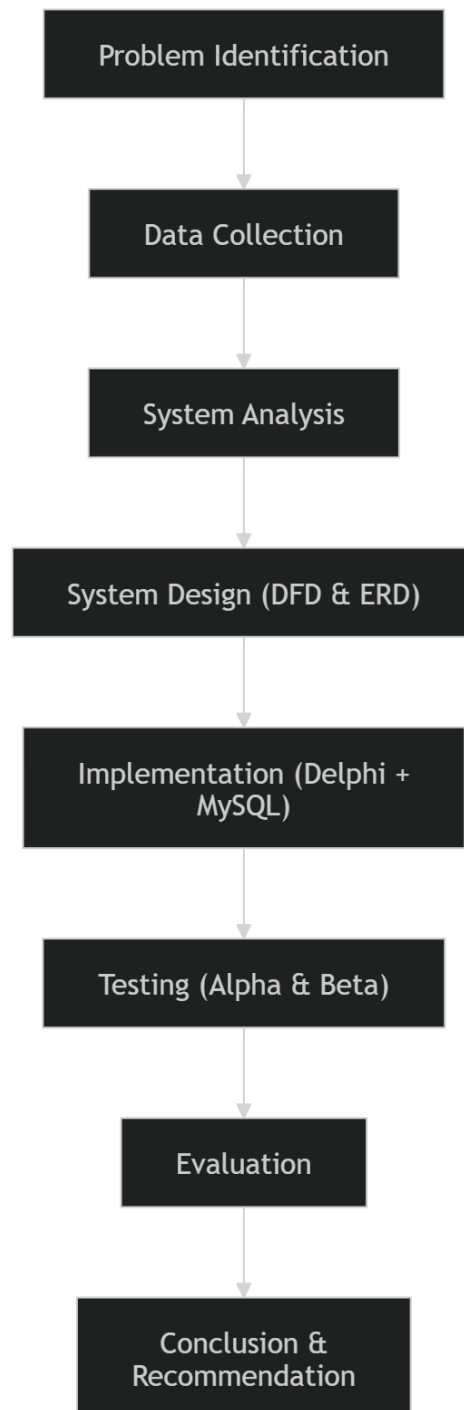 Problem Identification
Data Collection
System Analysis
System Design (DFD & ERD)
Implementation (Delphi +
MySQL)
Testing (Alpha & Beta)
Evaluation
Conclusion &
Recommendation